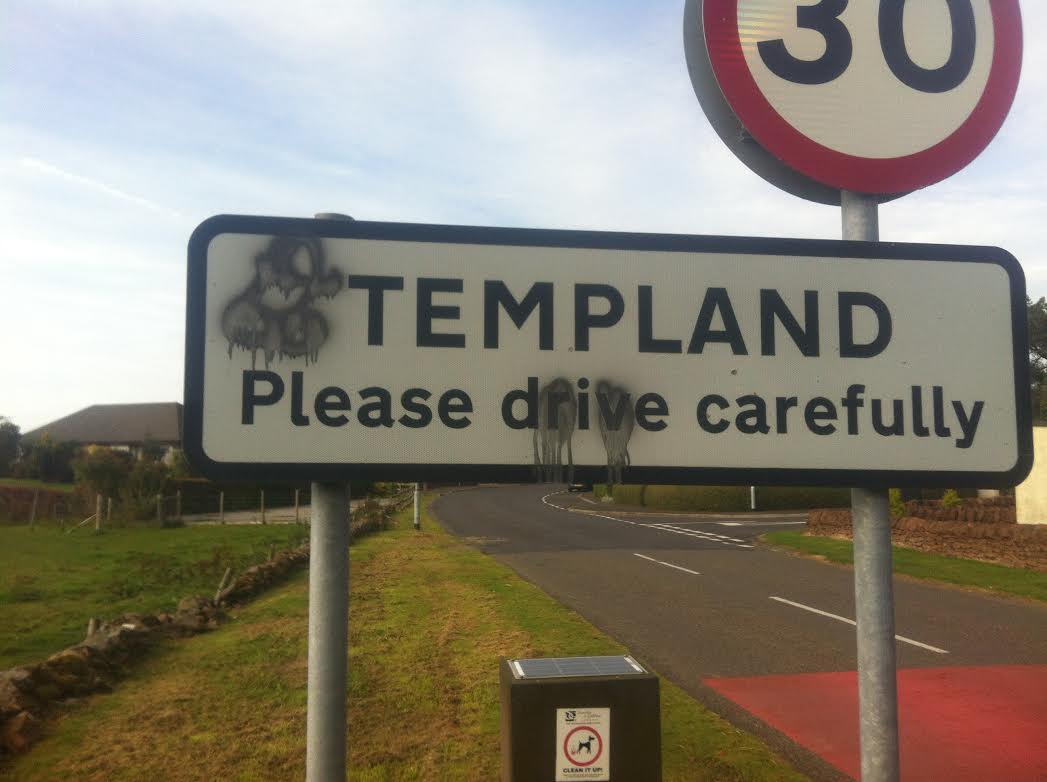 30
TEMPLAND
Please drive carefully
CLEAN IT UP!